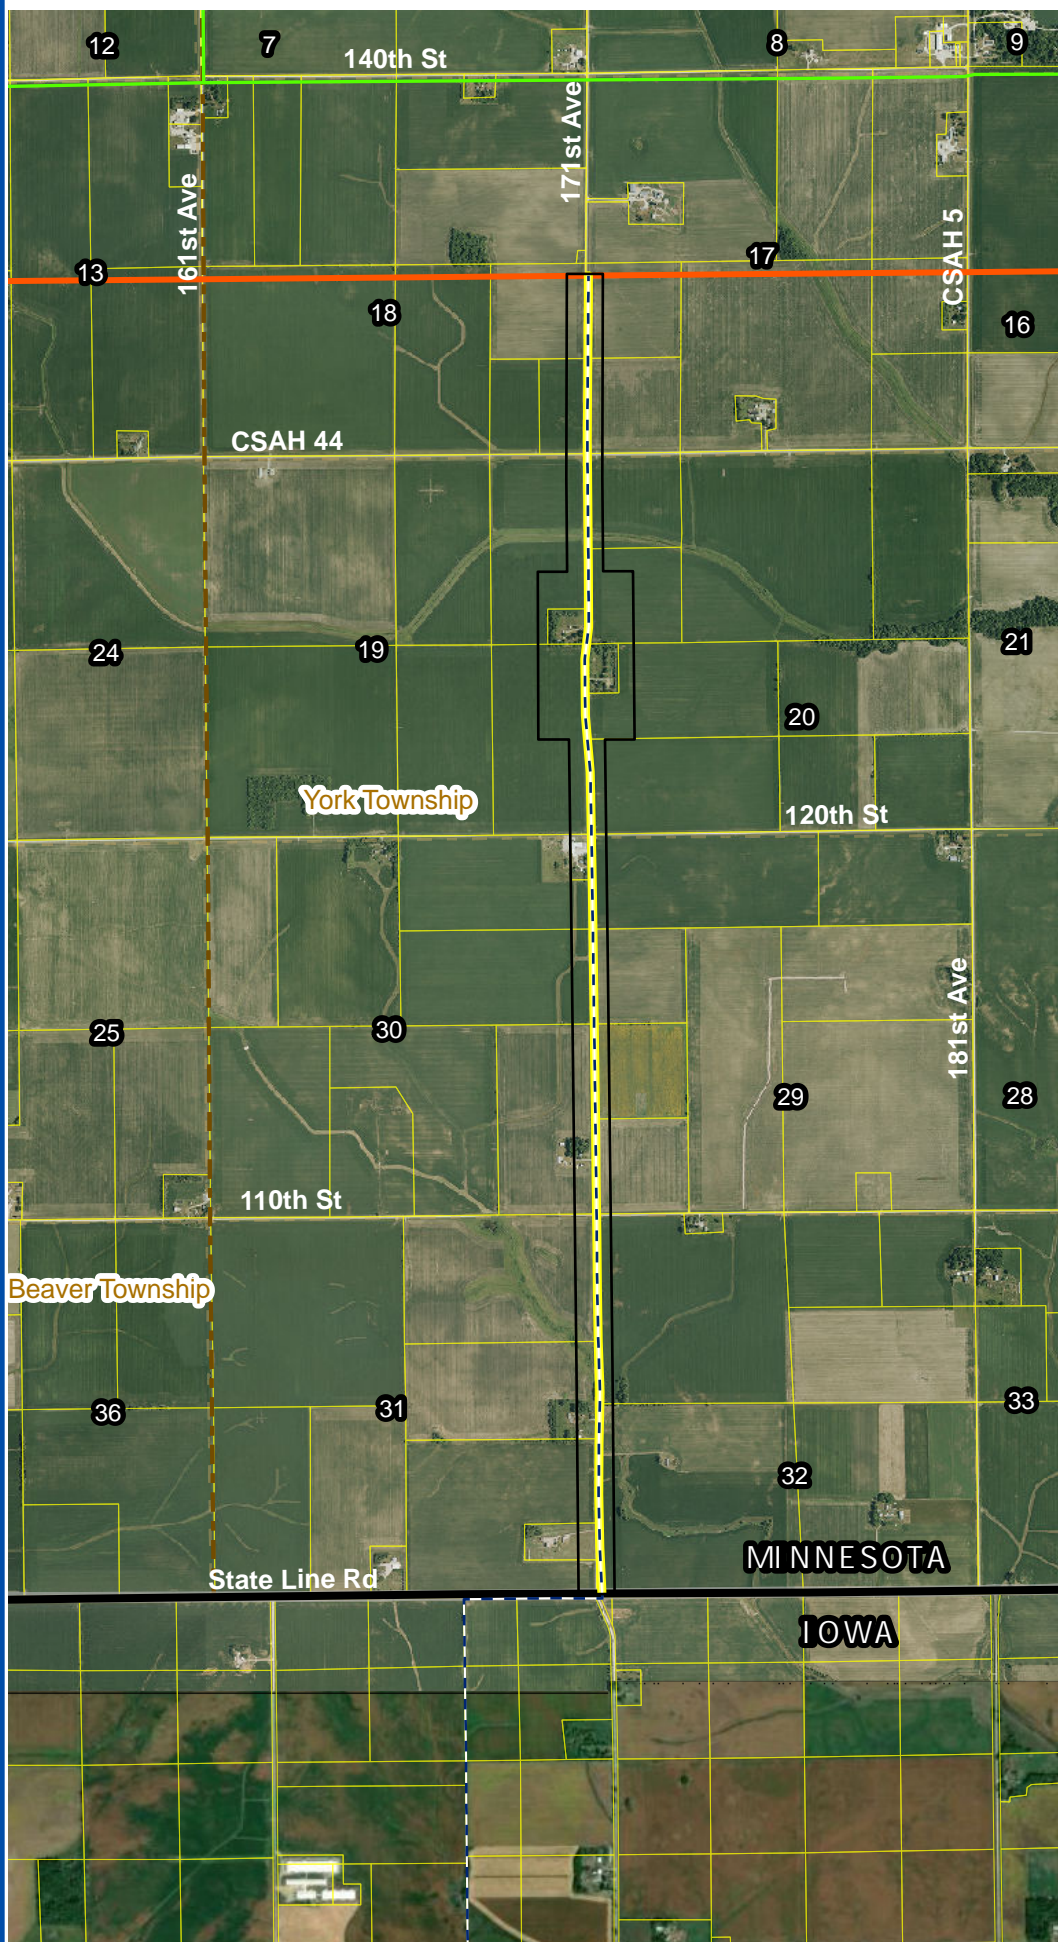 12
7
8
9
140th St
171st Ave
161st Ave
CSAH 5
17
13
18
16
CSAH 44
24
19
21
20
York Township
120th St
181st Ave
25
30
29
28
110th St
Beaver Township
36
31
33
32
MINNESOTA
State Line Rd
IOWA